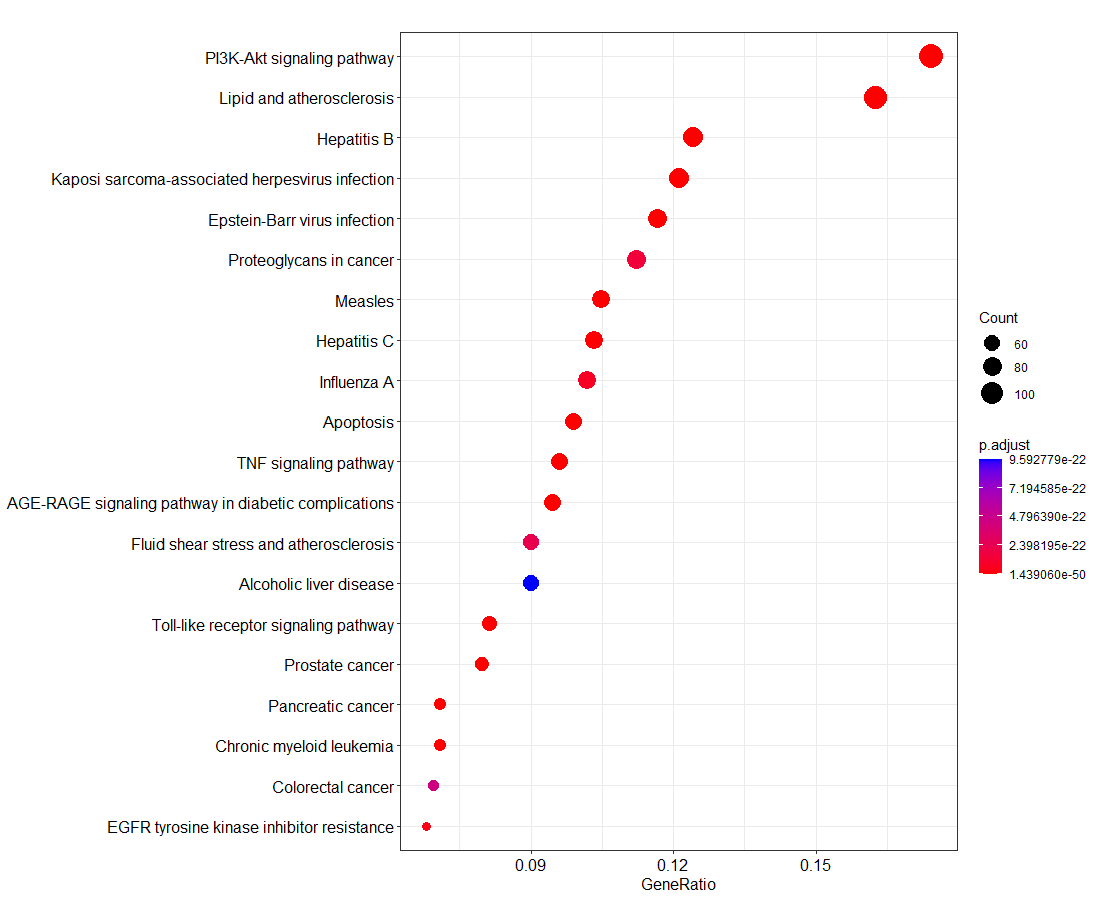 PI3K-Akt signaling pathway
Lipid and atherosclerosis
Hepatitis B
Kaposi sarcoma-associated herpesvirus infection
Epstein-Barr virus infection
Proteoglycans in cancer
Measles
Hepatitis C
Influenza A
Apoptosis
TNF signaling pathway
AGE-RAGE signaling pathway in diabetic complications
Fluid shear stress and atherosclerosis
Alcoholic liver disease
Toll-like receptor signaling pathway
Prostate cancer
Pancreatic cancer
Chronic myeloid leukemia
Colorectal cancer
EGFR tyrosine kinase inhibitor resistance
0.09 0.12 0.15
GeneRatio
Count
60
80
100
p.adjust
9.592779e-22
7.194585e-22
4.796390e-22
2.398195e-22
1.439060e-50